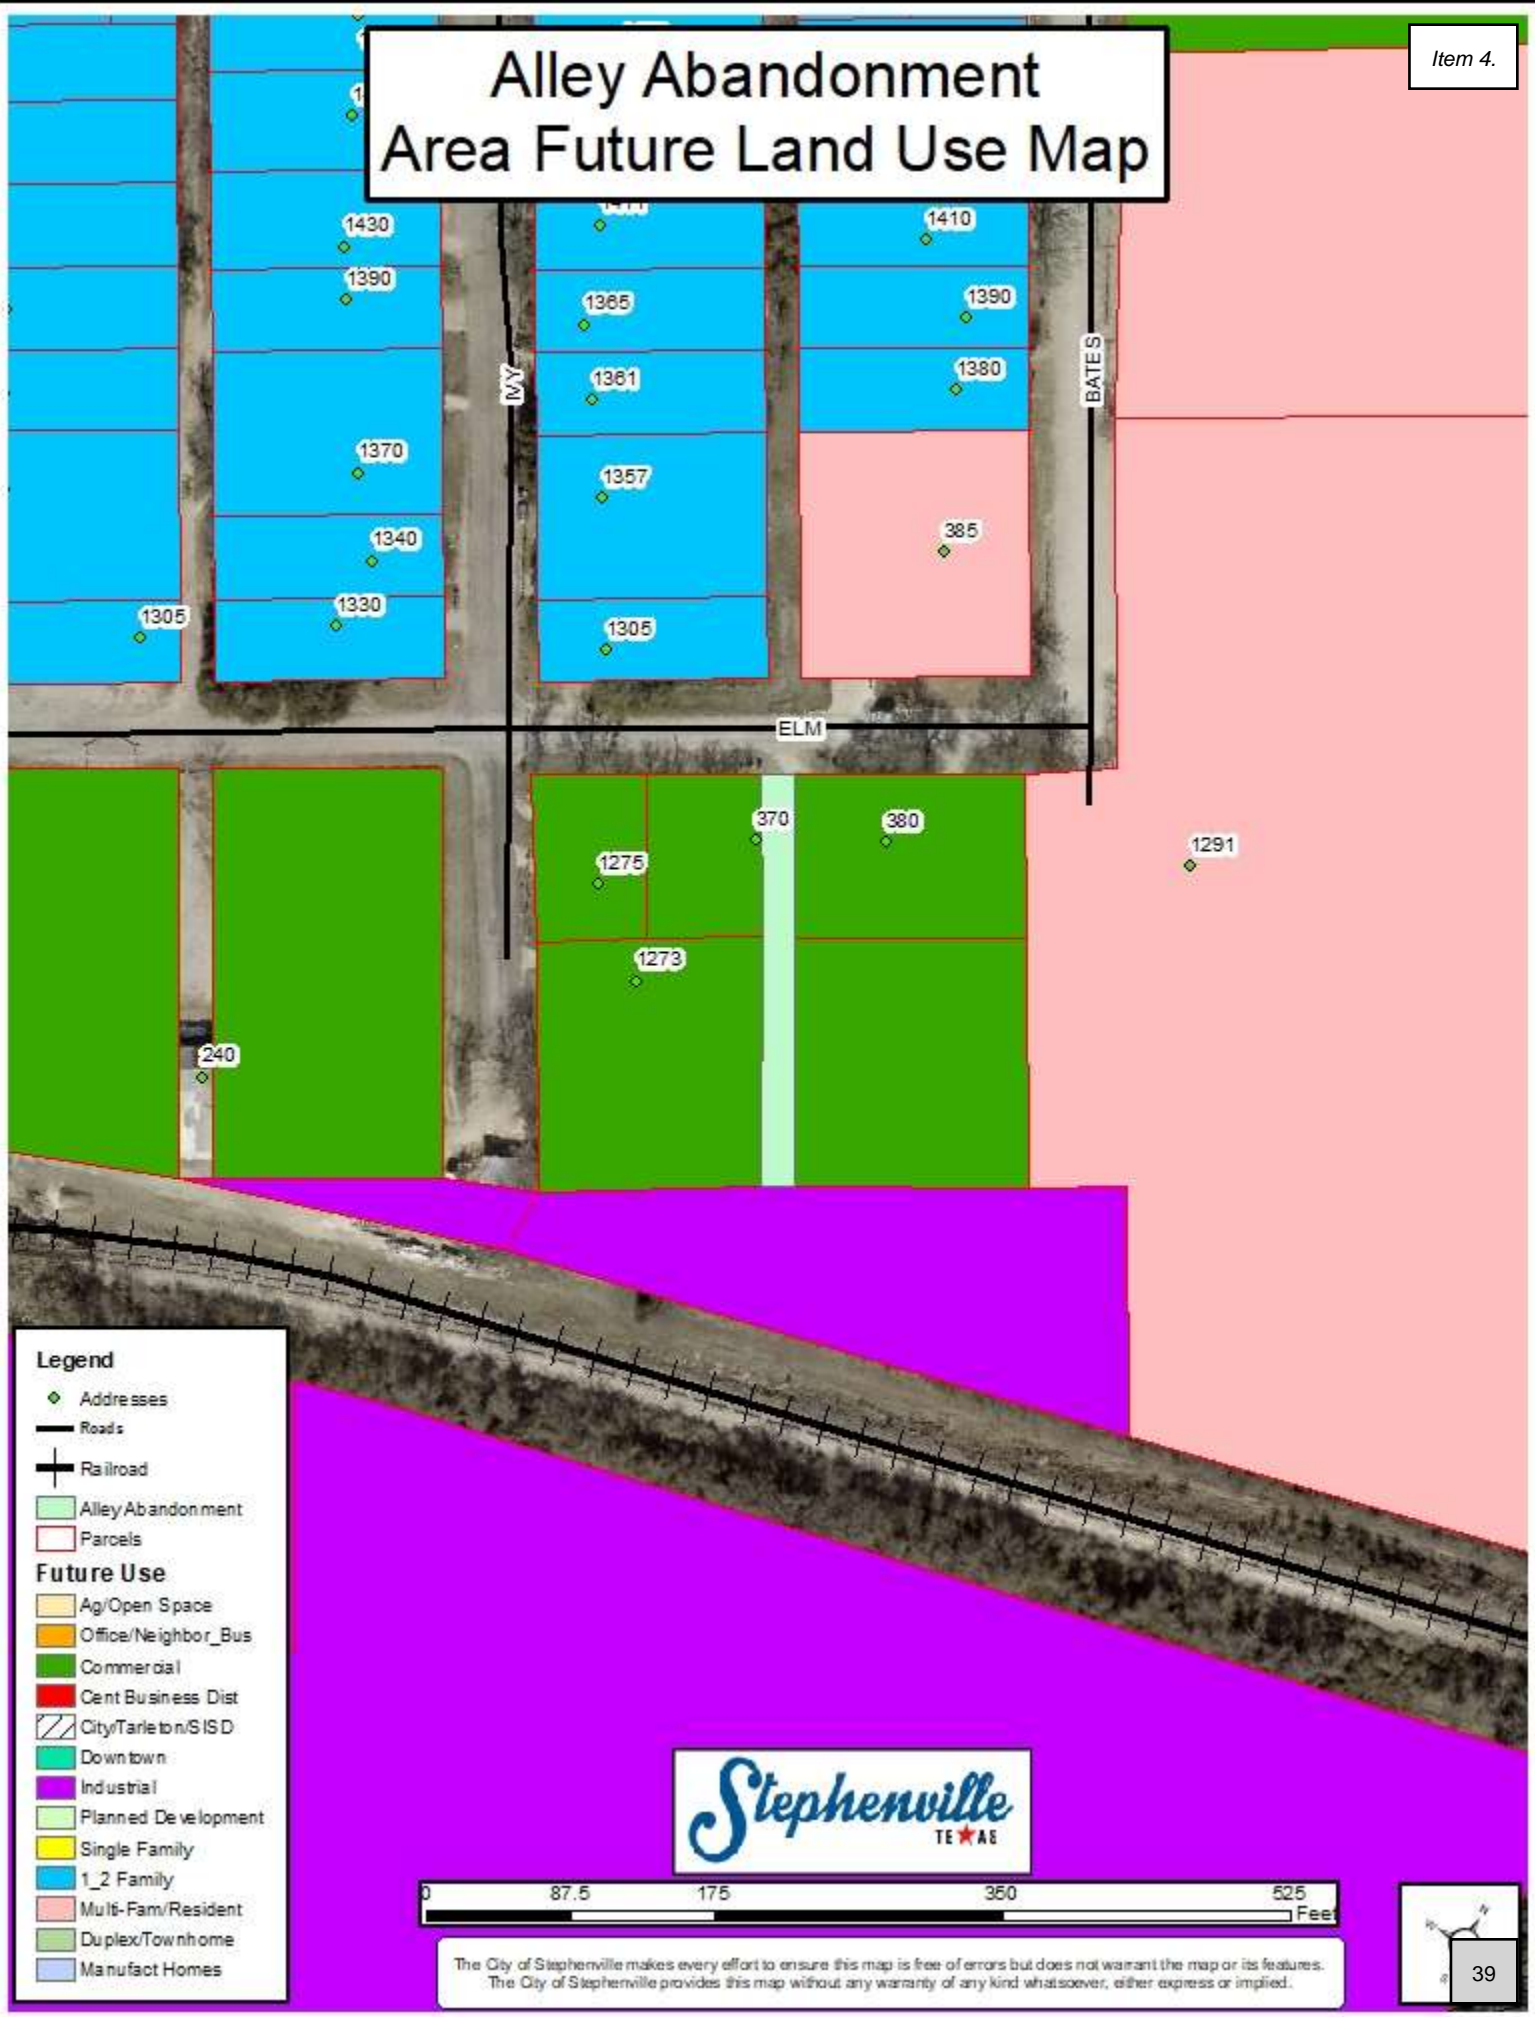 Alley Abandonment
Area Future Land Use Map
Item 4.
1430
1390
1410
1365
1390
1361
1380
IVY
BATES
1370
1357
1340
385
1330
1305
1305
ELM
370
380
1275
1291
1273
240
Legend
Addresses
Roads
Railroad
Alley Abandonment
Parcels
Future Use
Ag/Open Space
Office/Neighbor_Bus
Commercial
Cent Business Dist
City/Tarleton/SISD
Downtown
Industrial
Planned Development
Single Family
1_2 Family
Multi-Fam/Resident
Duplex/Townhome
Manufact Homes
Stephenville
TEXAS
0 87.5 175 350 525
Feet
The City of Stephenville makes every effort to ensure this map is free of errors but does not warrant the map or its features.
The City of Stephenville provides this map without any warranty of any kind whatsoever, either express or implied.
N
39